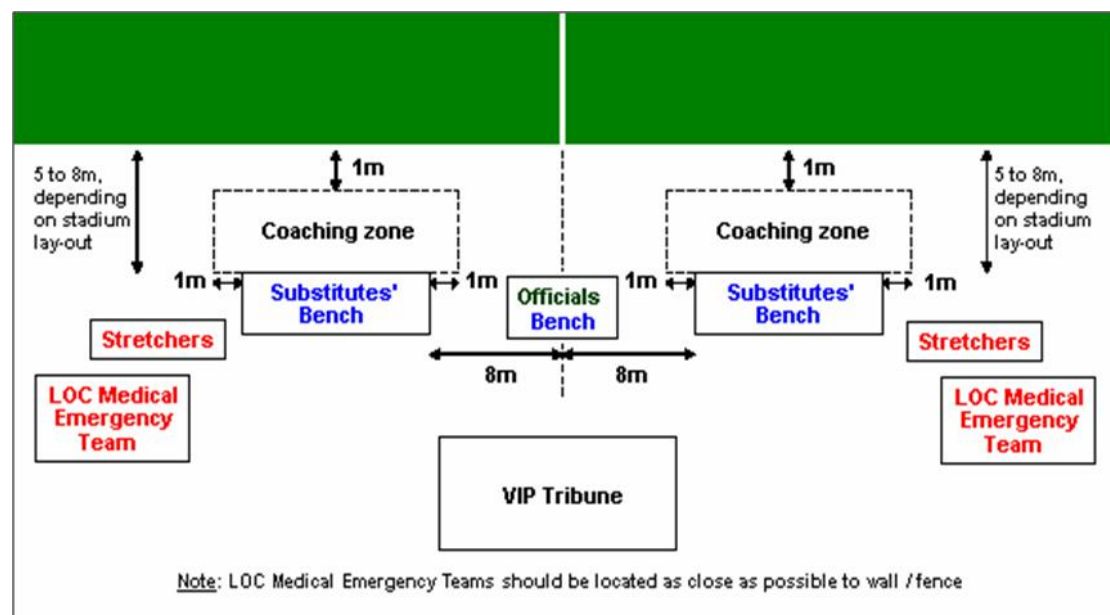 5 to 8m,
depending
on stadium
lay-out
1m
1m
5 to 8m,
depending
on stadium
lay-out
Coaching zone
Coaching zone
1m
Substitutes'
Bench
1m
Officials
Bench
1m
Substitutes'
Bench
1m
Stretchers
Stretchers
8m
8m
LOC Medical
Emergency
Team
LOC Medical
Emergency
Team
VIP Tribune
Note: LOC Medical Emergency Teams should be located as close as possible to wall / fence